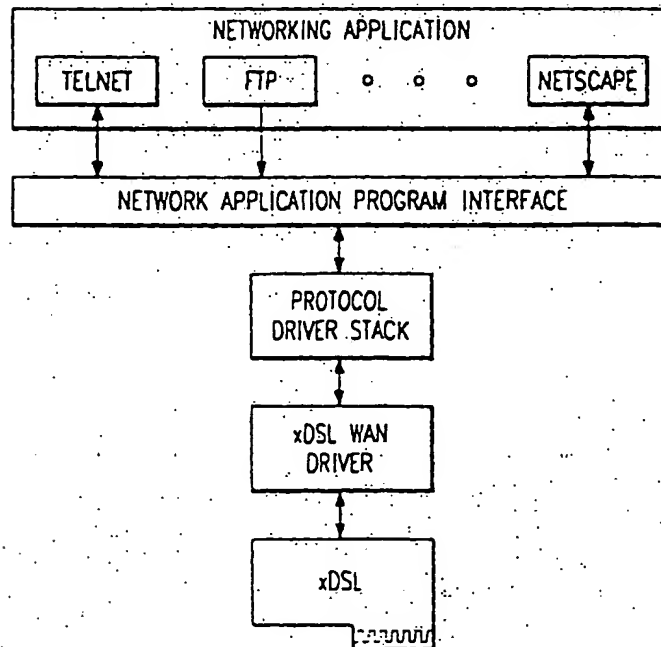 NETWORKING APPLICATION
TELNET
FTP
NETSCAPE
NETWORK APPLICATION PROGRAM INTERFACE
PROTOCOL
DRIVER STACK
xDSL WAN
DRIVER
xDSL